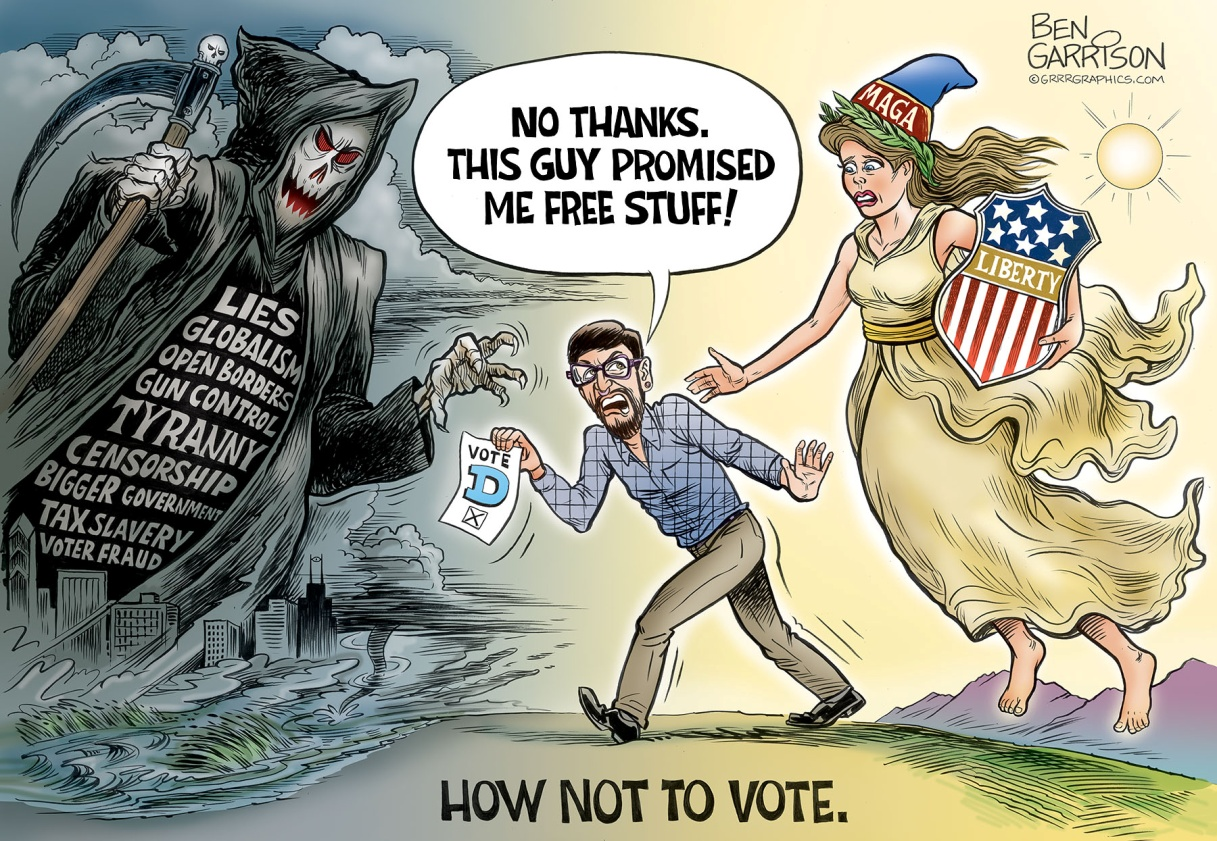 BEN
GARRISON
©GRRRGRAPHICS.COM
NO THANKS.
THIS GUY PROMISED
ME FREE STUFF!
MAGA
LIBERTY
LIES
GLOBALISM
OPEN BORDERS
GUN CONTROL
TYRANNY
CENSORSHIP
BIGGER GOVERNMENT
TAX SLAVERY
VOTER FRAUD
VOTE
D
HOW NOT TO VOTE.